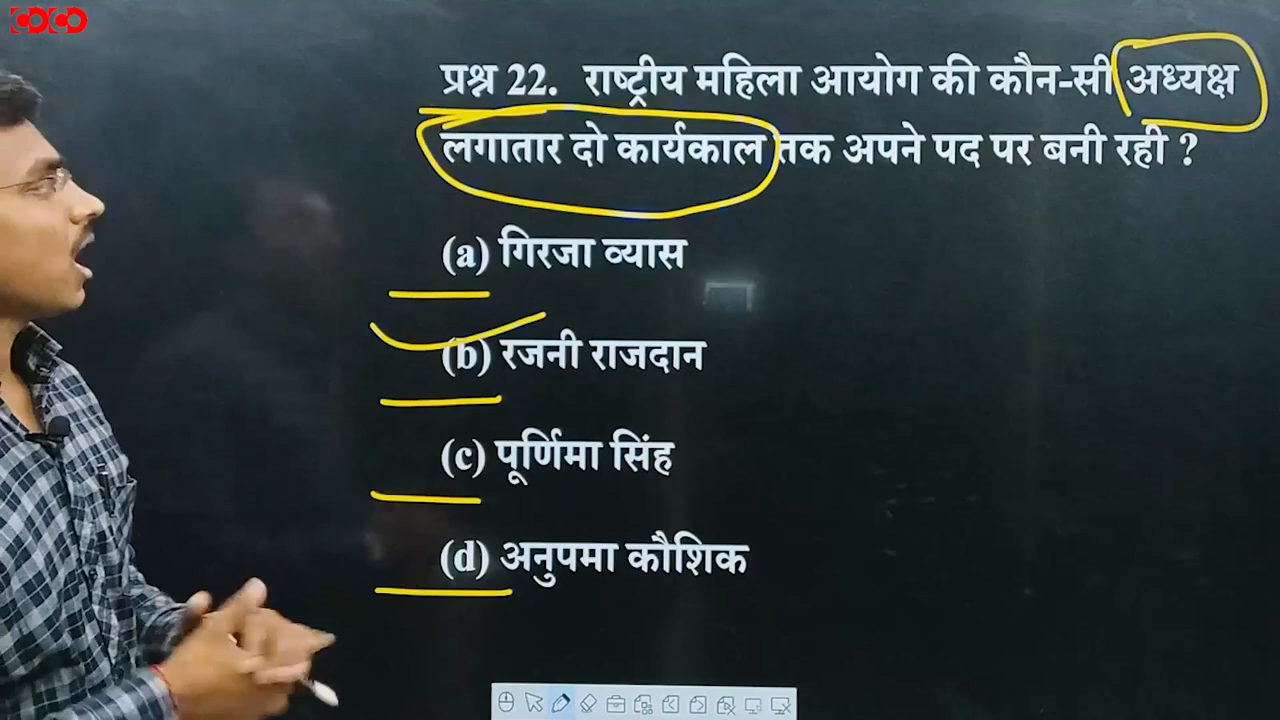 प्रश्न 22. राष्ट्रीय महिला आयोग की कौन-सी अध्यक्ष
लगातार दो कार्यकाल तक अपने पद पर बनी रही ?
(a) गिरजा व्यास
(b) रजनी राजदान
(c) पूर्णिमा सिंह
(d) अनुपमा कौशिक